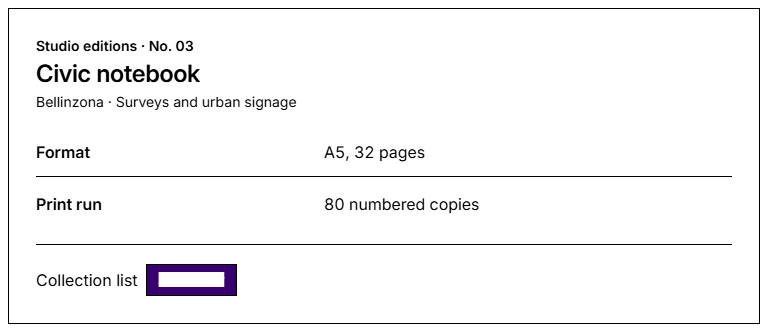 Studio editions · No. 03
Civic notebook
Bellinzona · Surveys and urban signage
Format A5, 32 pages
Print run 80 numbered copies
Collection list